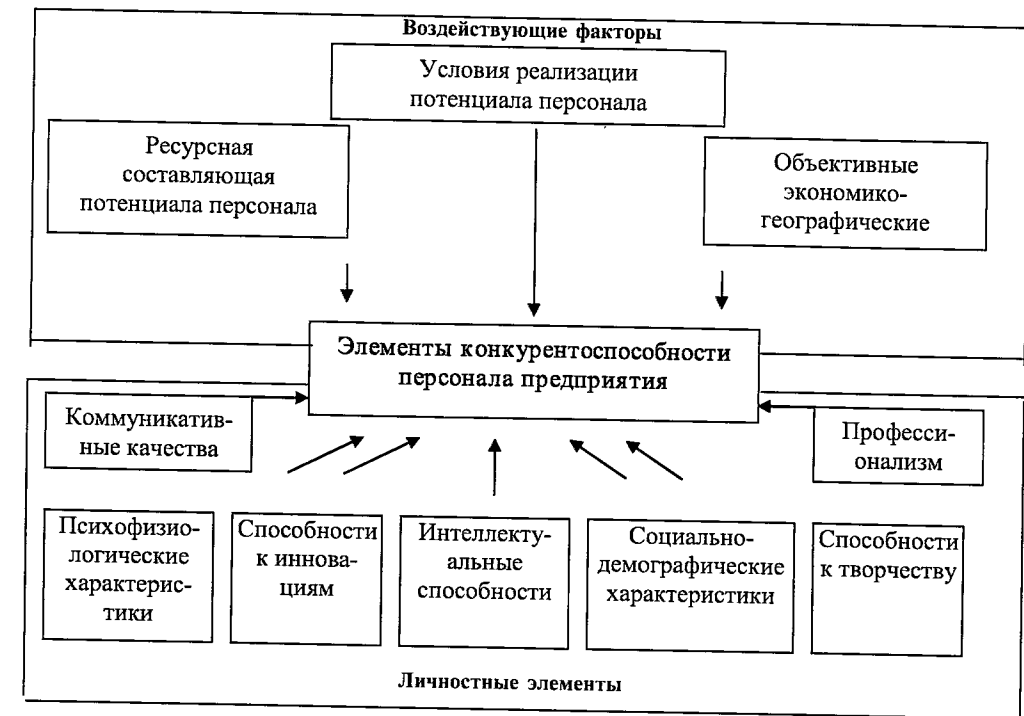 Воздействующие факторы
Условия реализации
потенциала персонала
Ресурсная
составляющая
потенциала персонала
Объективные
экономико-
географические
Элементы конкурентоспособности
персонала предприятия
Коммуникатив-
ные качества
Професси-
онализм
Психофизио-
логические
характерис-
тики
Способности
к иннова-
циям
Интеллекту-
альные
способности
Социально-
демографические
характеристики
Способности
к творчеству
Личностные элементы